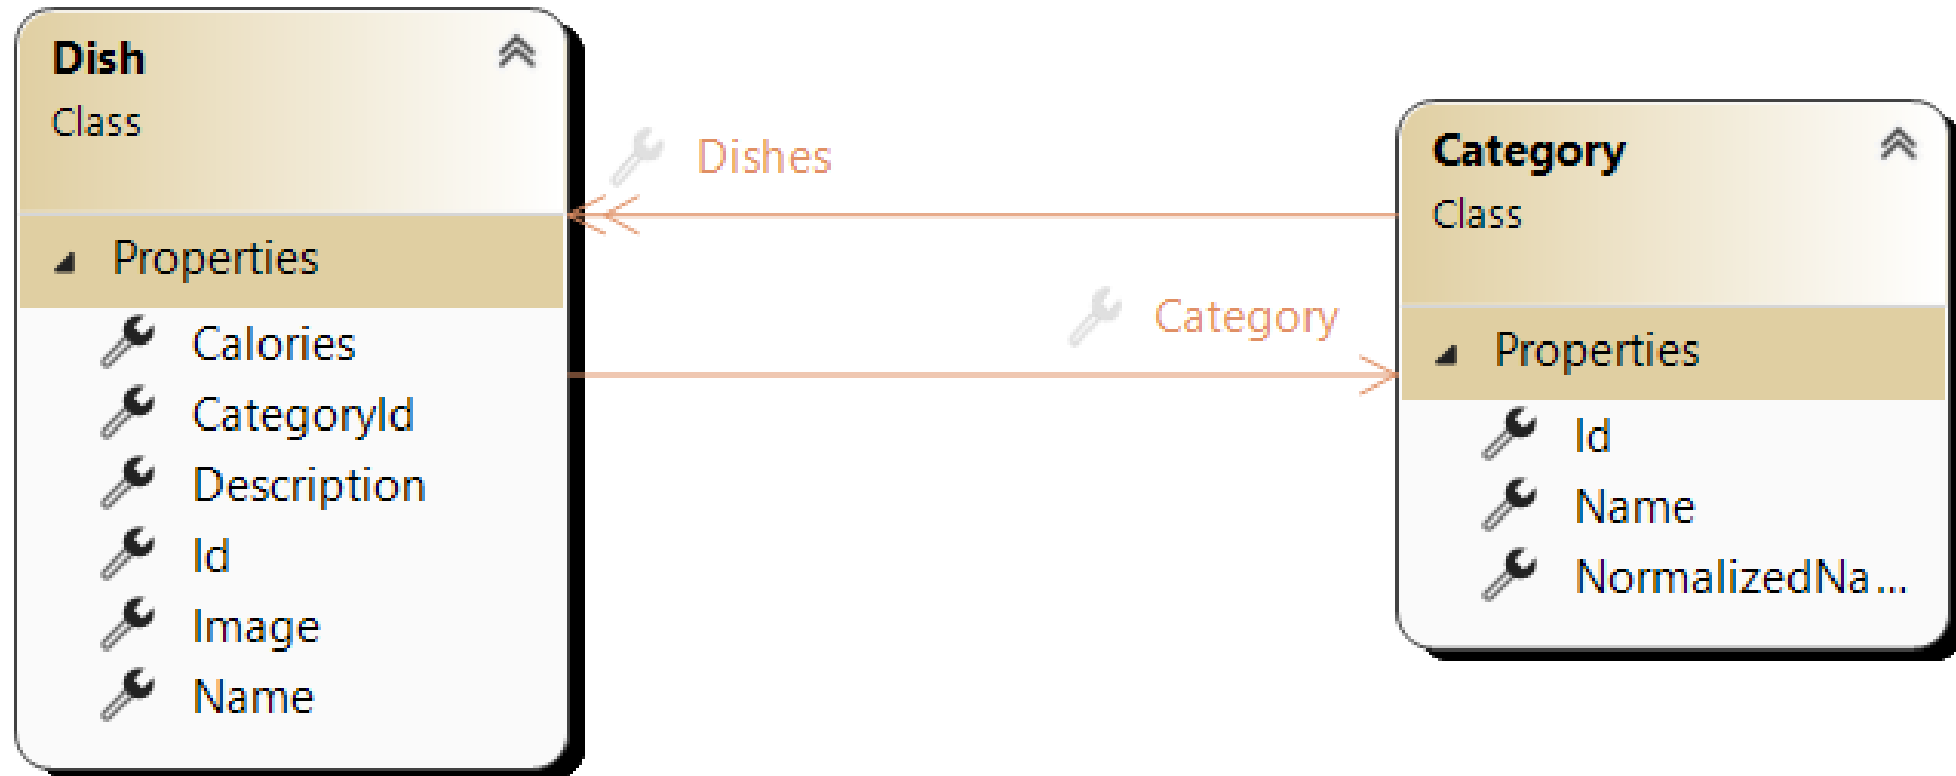 Dish
Class
Properties
Calories
CategoryId
Description
Id
Image
Name
Dishes
Category
Category
Class
Properties
Id
Name
NormalizedNa...